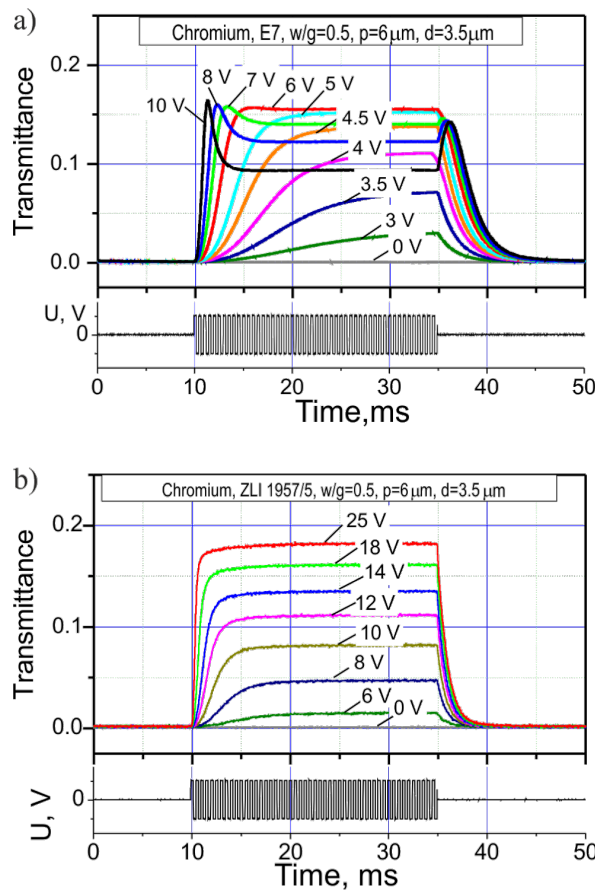 a)
Chromium, E7, w/g=0.5, p=6μm, d=3.5μm
0.2
8 V
7 V
6 V
5 V
10 V
4.5 V
4 V
0.1
3.5 V
3 V
0 V
0.0
Transmittance
U, V
0
0 10 20 30 40 50
Time,ms
b)
Chromium, ZLI 1957/5, w/g=0.5, p=6μm, d=3.5μm
25 V
0.2
18 V
14 V
12 V
0.1
10 V
8 V
6 V
0 V
0.0
Transmittance
U, V
0
0 10 20 30 40 50
Time, ms